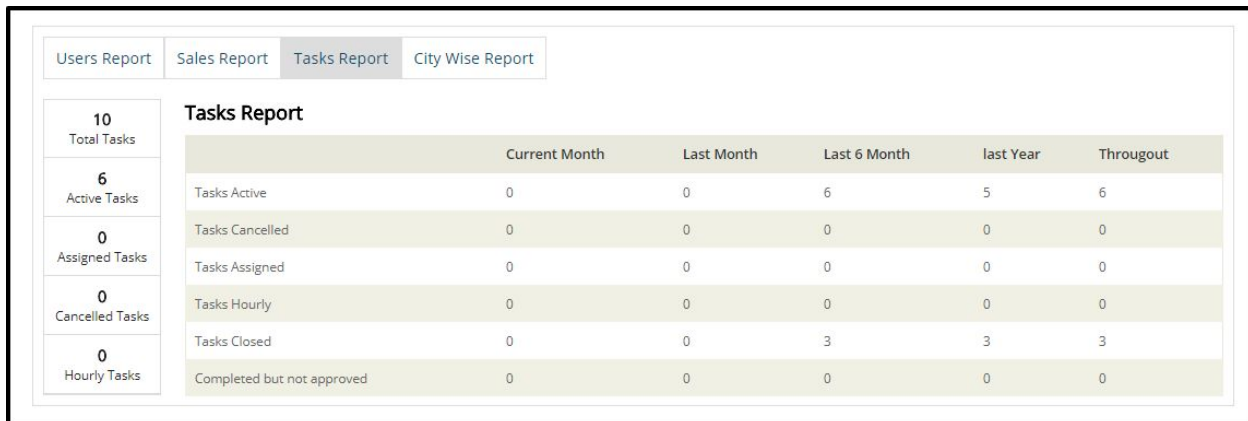 Users Report Sales Report Tasks Report City Wise Report
10
Total Tasks
6
Active Tasks
0
Assigned Tasks
0
Cancelled Tasks
0
Hourly Tasks
Tasks Report
Current Month Last Month Last 6 Month last Year Througout
Tasks Active 0 0 6 5 6
Tasks Cancelled 0 0 0 0 0
Tasks Assigned 0 0 0 0 0
Tasks Hourly 0 0 0 0 0
Tasks Closed 0 0 3 3 3
Completed but not approved 0 0 0 0 0